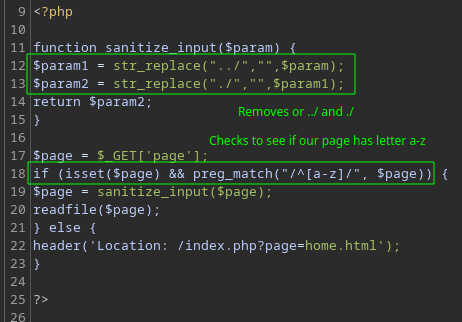 9 <?php
10
11 function sanitize_input($param) {
12 $param1 = str_replace("../","",$param);
13 $param2 = str_replace("./","",$param1);
14 return $param2;
Removes or ../ and ./
15 }
16
Checks to see if our page has letter a-z
17 $page = $_GET['page'];
18 if (isset($page) && preg_match("/^[a-z]/", $page)) {
19 $page = sanitize_input($page);
20 readfile($page);
21 } else {
22 header('Location: /index.php?page=home.html');
23 }
24
25 ?>
26